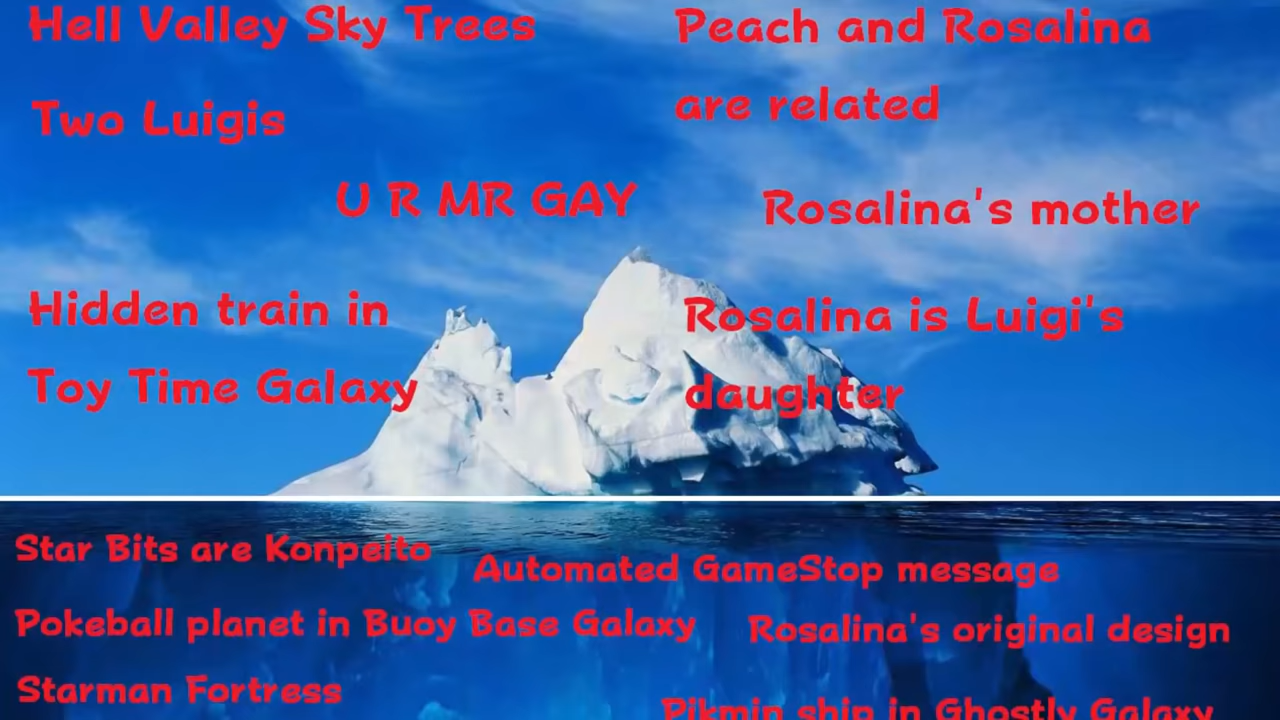 Hell Valley Sky Trees
Peach and Rosalina
are related
Two Luigis
U R MR GAY
Rosalina's mother
Hidden train in
Toy Time Galaxy
Rosalina is Luigi's
daughter
Star Bits are Konpeito
Automated GameStop message
Pokeball planet in Buoy Base Galaxy
Rosalina's original design
Starman Fortress
Pikmin ship in Ghostly Galaxy